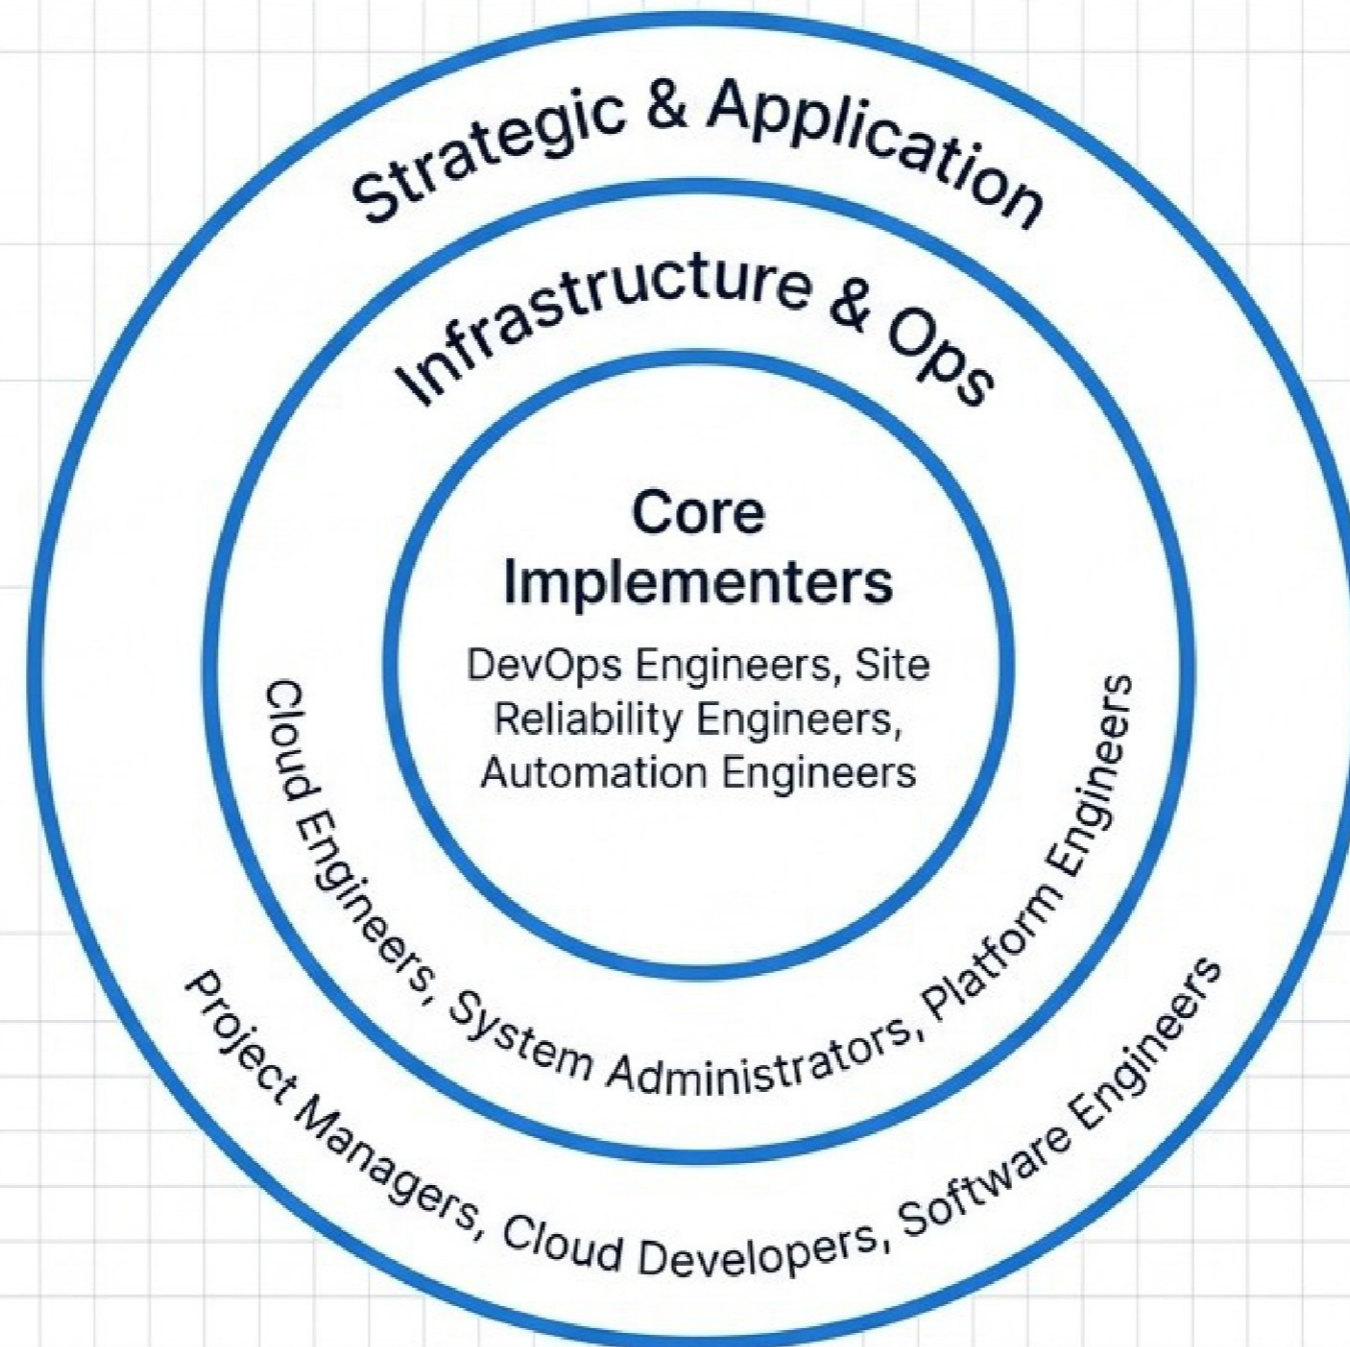 Strategic & Application
Infrastructure & Ops
Core
Implementers
DevOps Engineers, Site
Reliability Engineers,
Automation Engineers
Cloud Engineers, System Administrators, Platform Engineers
Project Managers, Cloud Developers, Software Engineers